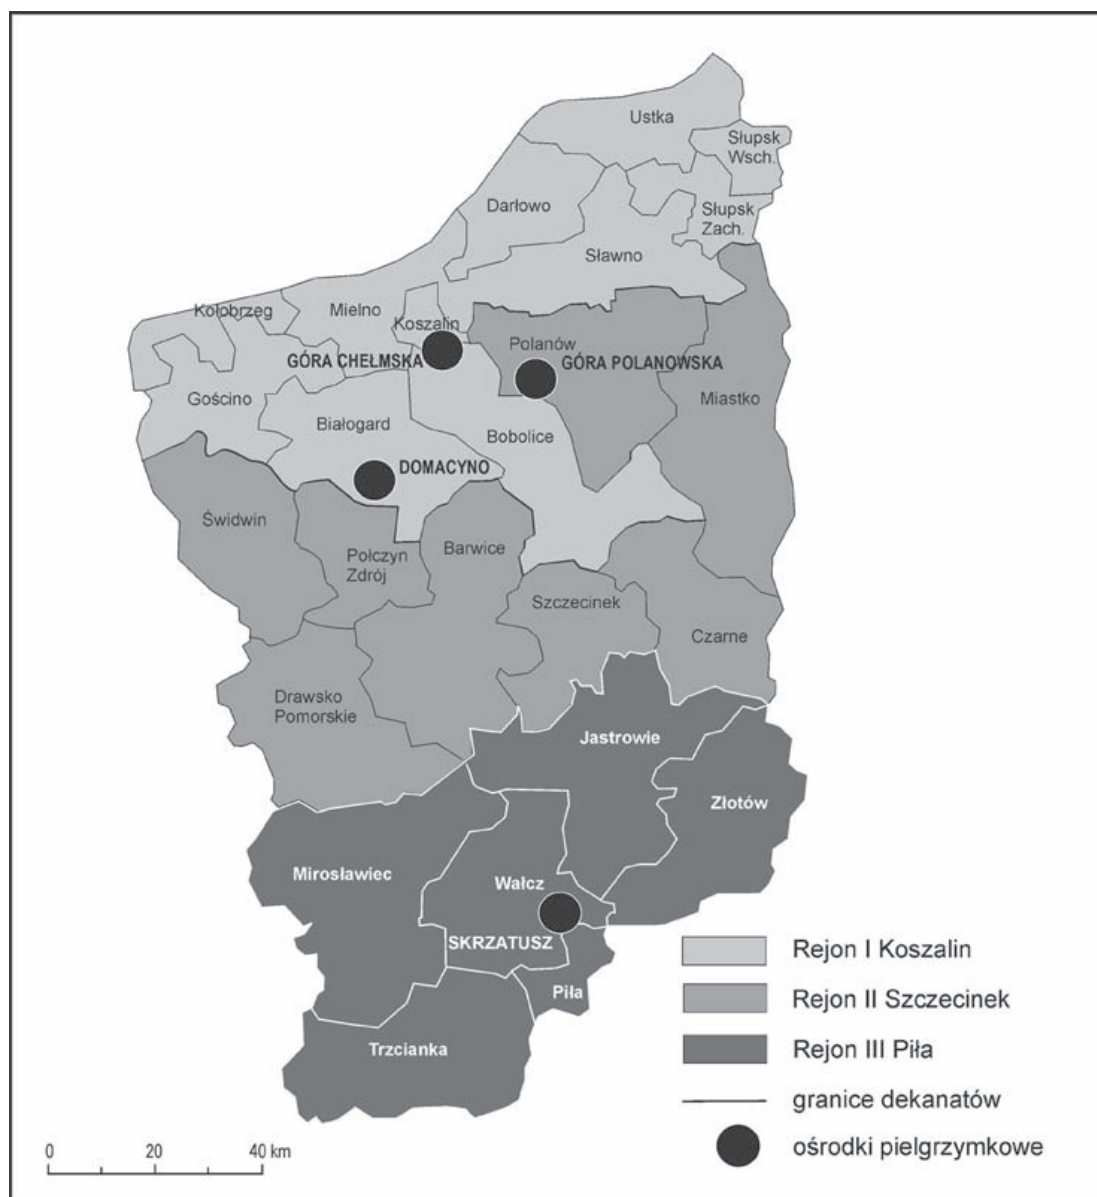 Ustka
Słupsk
Wsch.
Darłowo
Słupsk
Zach.
Sławno
Kołobrzeg
Mielno
Koszalin
GÓRA CHEŁMSKA
Polanów
GÓRA POLANOWSKA
Gościno
Miastko
Białogard
Bobolice
DOMACYNO
Świdwin
Połczyn
Zdrój
Barwice
Szczecinek
Czarne
Drawsko
Pomorskie
Jastrowie
Złotów
Mirosławiec
Wałcz
SKRZATUSZ
Piła
Trzcianka
Rejon I Koszalin
Rejon II Szczecinek
Rejon III Piła
granice dekanatów
ośrodki pielgrzymkowe
0 20 40 km